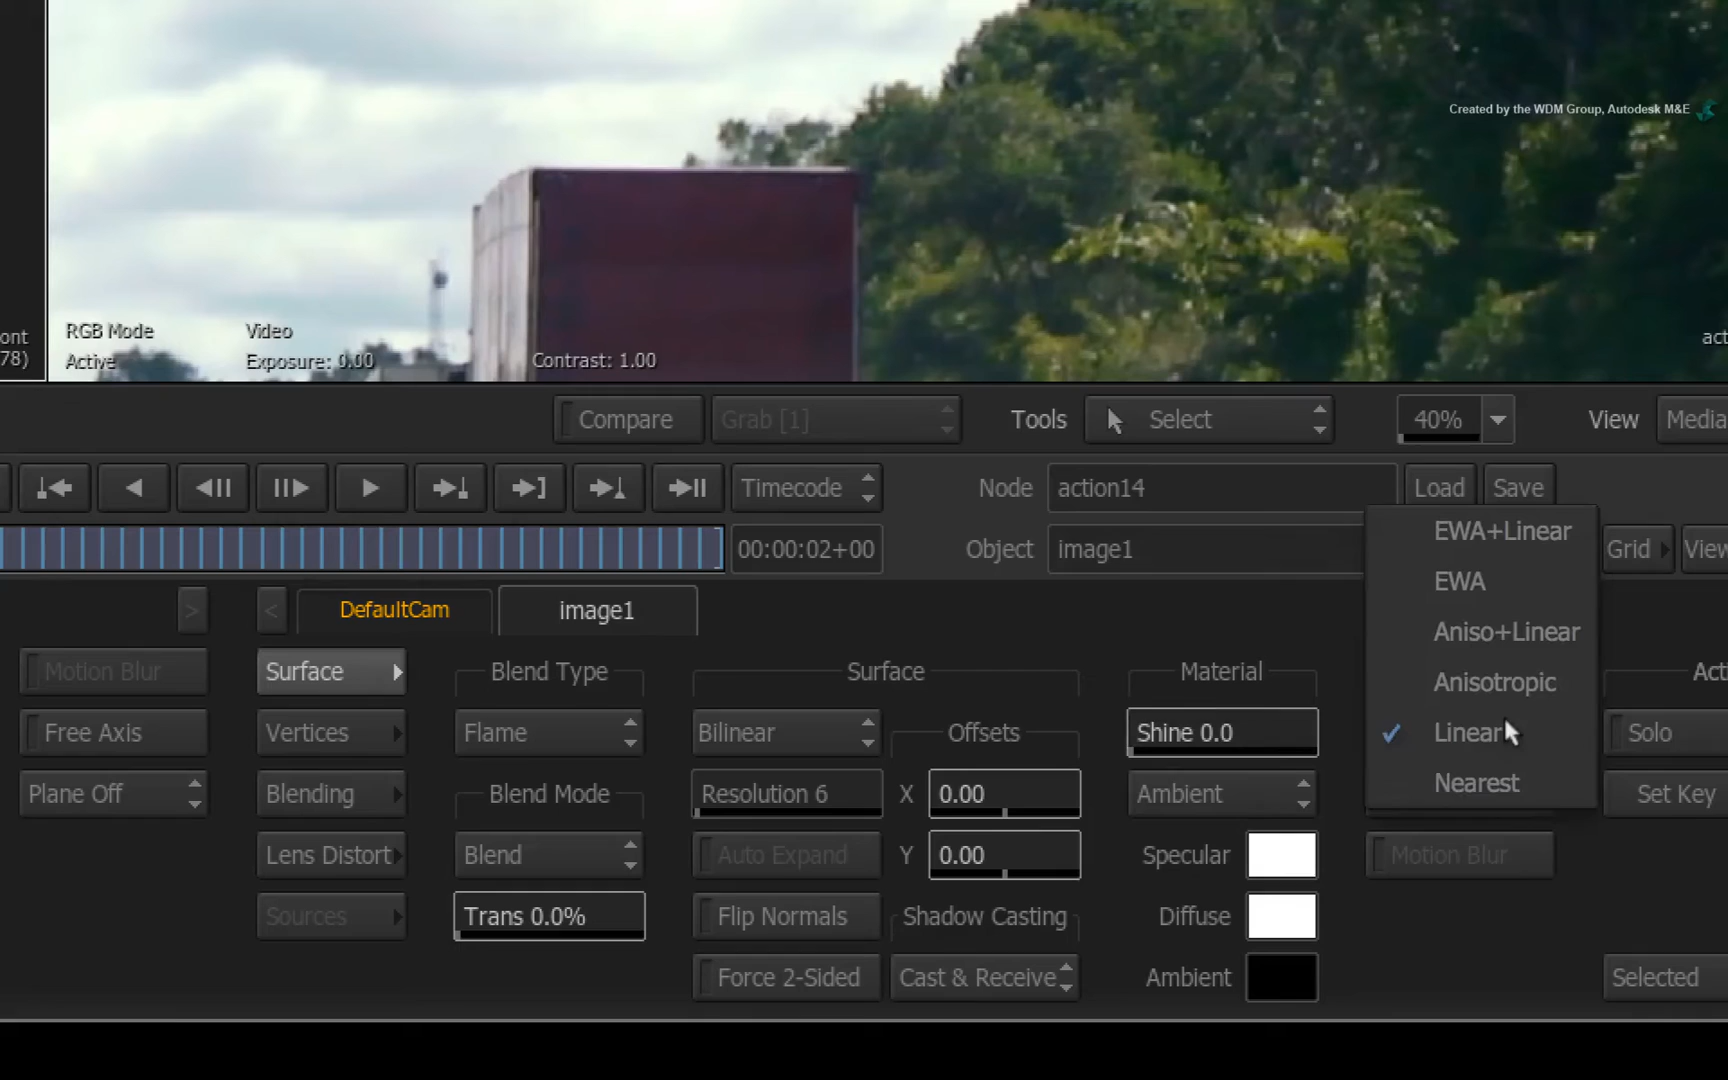 Created by the WDM Group, Autodesk M&E
ont
78)
RGB Mode
Video
Active
Exposure: 0.00
Contrast: 1.00
act
Compare
Grab [1]
Tools
Select
40%
View
Media
Timecode
Node
action14
Load
Save
00:00:02+00
Object
image1
EWA+Linear
EWA
Aniso+Linear
Anisotropic
Linear
Nearest
Grid
View
>
<
DefaultCam
image1
Motion Blur
Surface
Blend Type
Surface
Material
Acti
Free Axis
Vertices
Flame
Bilinear
Offsets
Shine 0.0
Solo
Plane Off
Blending
Blend Mode
Resolution 6
X
0.00
Ambient
Set Key
Lens Distort
Blend
Auto Expand
Y
0.00
Specular
Motion Blur
Sources
Trans 0.0%
Flip Normals
Shadow Casting
Diffuse
Force 2-Sided
Cast & Receive
Ambient
Selected